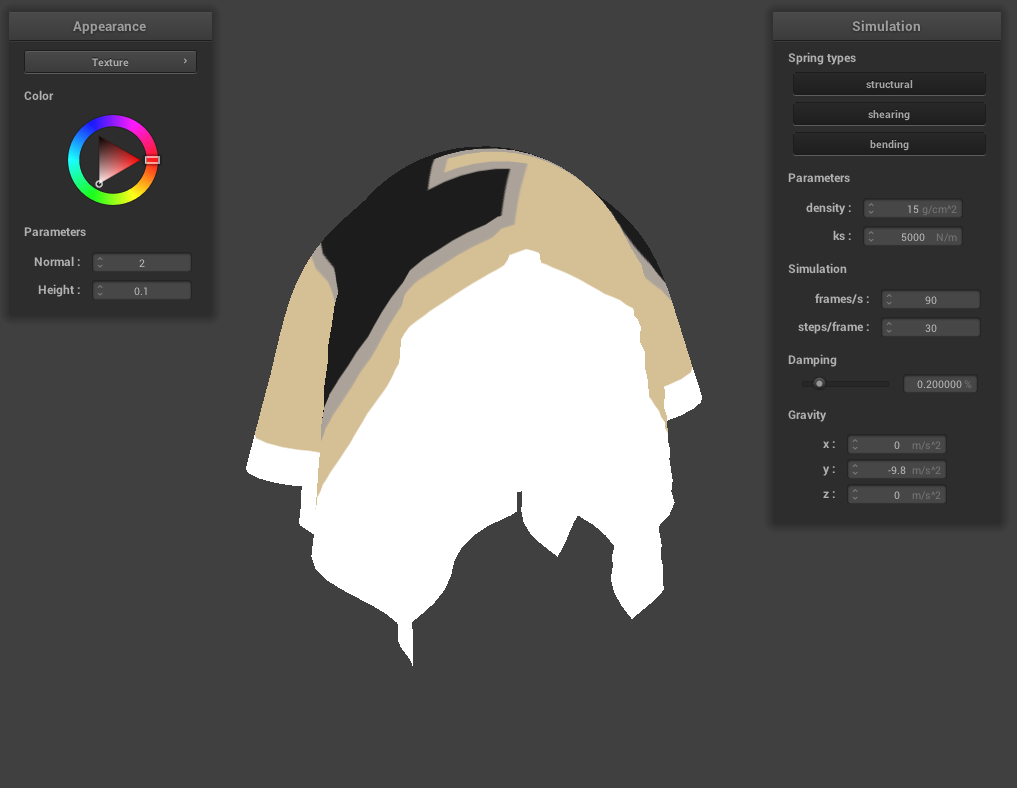 Appearance
Texture
Color
Parameters
Normal : 2
Height : 0.1
Simulation
Spring types
structural
shearing
bending
Parameters
density : 15 g/cm^2
ks : 5000 N/m
Simulation
frames/s : 90
steps/frame : 30
Damping
0.200000 %
Gravity
x : 0 m/s^2
y : -9.8 m/s^2
z : 0 m/s^2